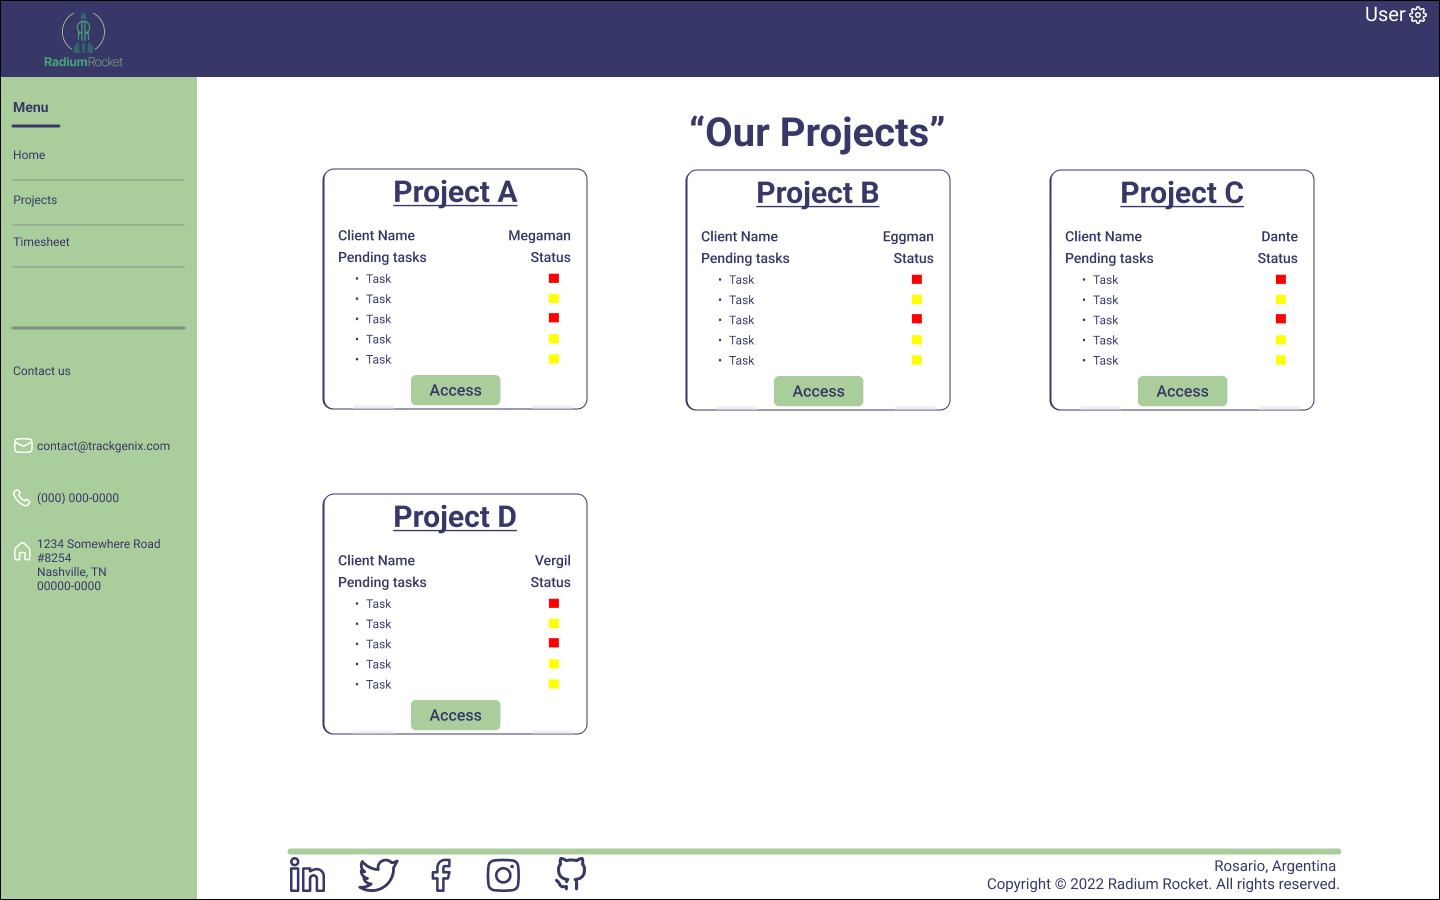 User
RadiumRocket
Menu
Home
Projects
Timesheet
Contact us
contact@trackgenix.com
(000) 000-0000
1234 Somewhere Road
#8254
Nashville, TN
00000-0000
“Our Projects”
Project A
Client Name Megaman
Pending tasks Status
• Task
• Task
• Task
• Task
• Task
Access
Project B
Client Name Eggman
Pending tasks Status
• Task
• Task
• Task
• Task
• Task
Access
Project C
Client Name Dante
Pending tasks Status
• Task
• Task
• Task
• Task
• Task
Access
Project D
Client Name Vergil
Pending tasks Status
• Task
• Task
• Task
• Task
• Task
Access
in
Rosario, Argentina
Copyright © 2022 Radium Rocket. All rights reserved.